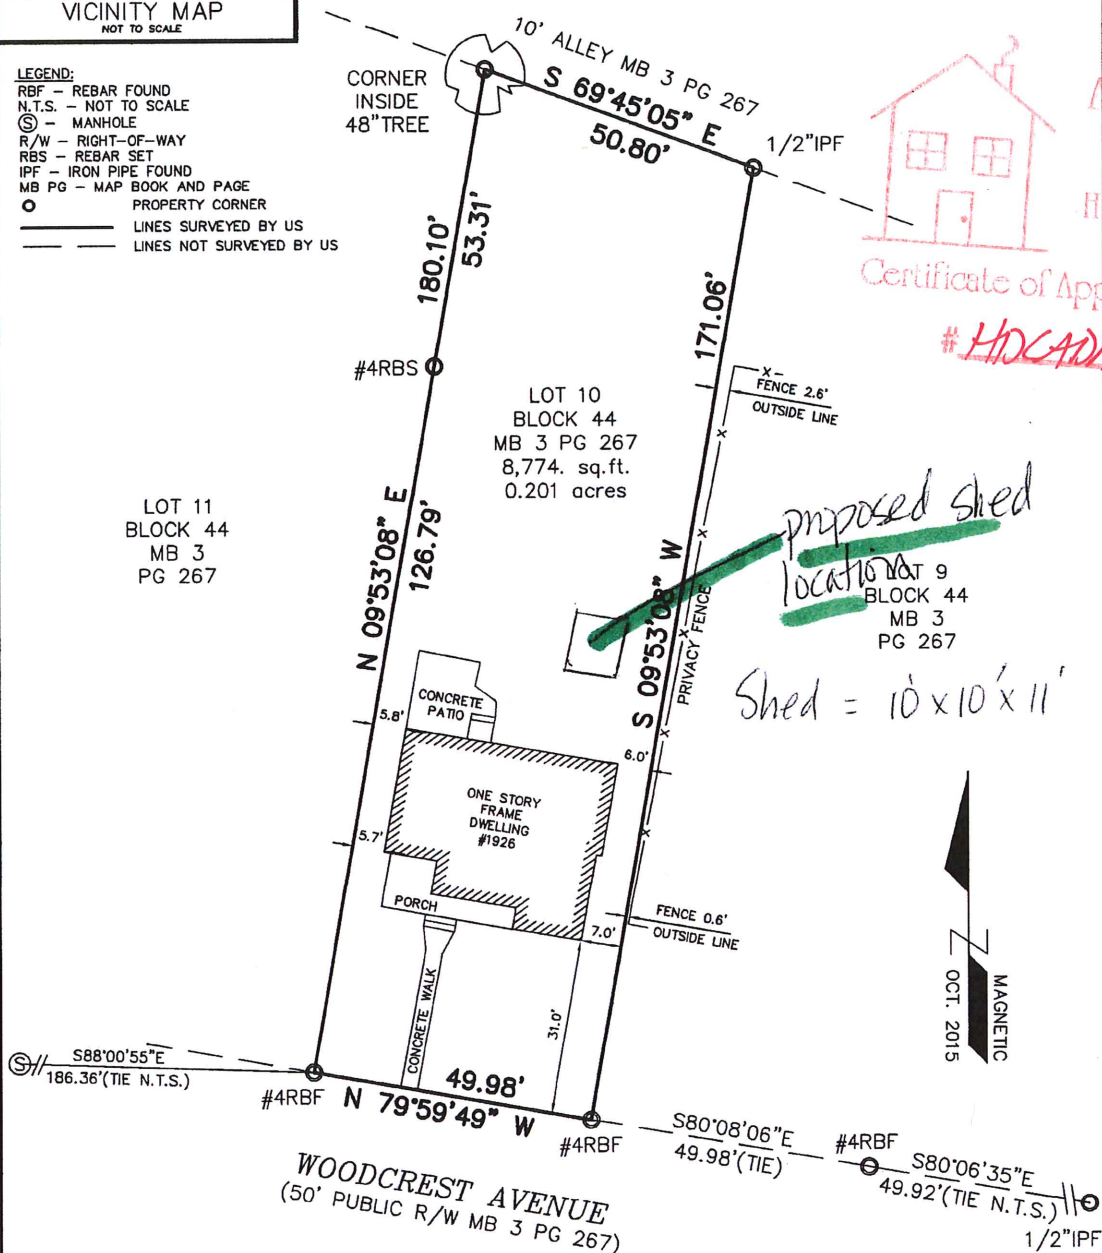 VICINITY MAP
NOT TO SCALE
LEGEND:
RBF - REBAR FOUND
N.T.S. - NOT TO SCALE
Ⓢ - MANHOLE
R/W - RIGHT-OF-WAY
RBS - REBAR SET
IPF - IRON PIPE FOUND
MB PG - MAP BOOK AND PAGE
PROPERTY CORNER
LINES SURVEYED BY US
LINES NOT SURVEYED BY US
CORNER
INSIDE
48" TREE
10' ALLEY MB 3 PG 267
S 69°45'05" E
50.80'
1/2"IPF
Certificate of App
# HDCADM
180.10'
53.31'
171.06'
#4RBS
X
FENCE 2.6'
OUTSIDE LINE
X
LOT 10
BLOCK 44
MB 3 PG 267
8,774. sq.ft.
0.201 acres
LOT 11
BLOCK 44
MB 3
PG 267
N 09°53'08" E
126.79'
X
proposed shed
location
LOT 9
BLOCK 44
MB 3
PG 267
S 09°53'08" W
X
PRIVACY FENCE
Shed = 10'x10'x11'
CONCRETE
PATIO
5.8'
X
6.0'
ONE STORY
FRAME
DWELLING
#1926
X
5.7'
PORCH
FENCE 0.6'
OUTSIDE LINE
7.0'
CONCRETE WALK
31.0'
MAGNETIC
OCT. 2015
Ⓢ
S88°00'55"E
186.36'(TIE N.T.S.)
#4RBF
49.98'
N 79°59'49" W
#4RBF
S80°08'06"E
49.98'(TIE)
#4RBF
S80°06'35"E
49.92'(TIE N.T.S.)
1/2"IPF
WOODCREST AVENUE
(50' PUBLIC R/W MB 3 PG 267)